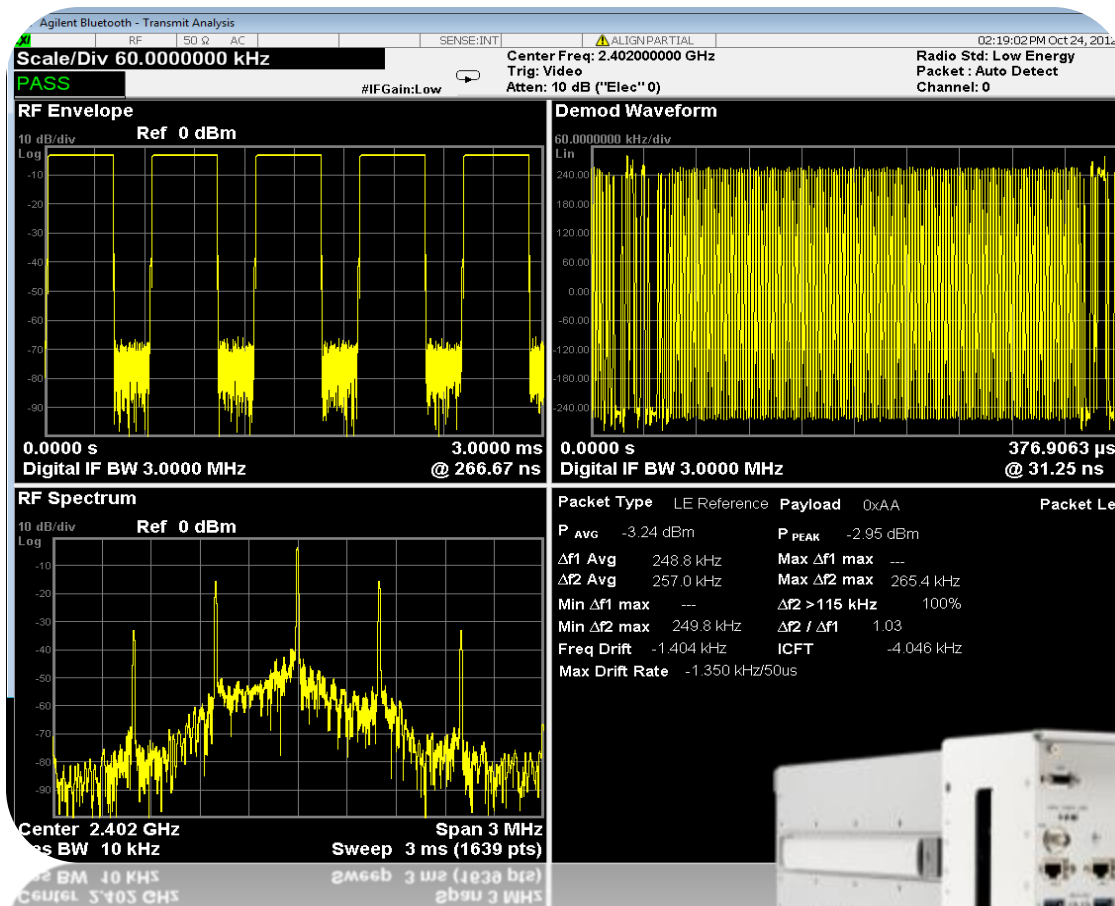 Agilent Bluetooth - Transmit Analysis
RF 50 Ω AC SENSE:INT ALIGN PARTIAL 02:19:02 PM Oct 24, 2012
Scale/Div 60.0000000 kHz
Center Freq: 2.402000000 GHz
Radio Std: Low Energy
Trig: Video
Packet : Auto Detect
PASS
#IFGain:Low
Atten: 10 dB ("Elec" 0)
Channel: 0
RF Envelope
10 dB/div Ref 0 dBm
Log
-10
-20
-30
-40
-50
-60
-70
-80
-90
0.0000 s 3.0000 ms
Digital IF BW 3.0000 MHz @ 266.67 ns
Demod Waveform
60.0000000 kHz/div
Lin
240.00
180.00
120.00
60.00
0.00
-60.00
-120.00
-180.00
-240.00
0.0000 s 376.9063 µs
Digital IF BW 3.0000 MHz @ 31.25 ns
RF Spectrum
10 dB/div Ref 0 dBm
Log
-10
-20
-30
-40
-50
-60
-70
-80
-90
Center 2.402 GHz Span 3 MHz
es BW 10 kHz Sweep 3 ms (1639 pts)
Packet Type LE Reference Payload 0xAA Packet Le
P AVG -3.24 dBm P PEAK -2.95 dBm
Δf1 Avg 248.8 kHz Max Δf1 max ---
Δf2 Avg 257.0 kHz Max Δf2 max 265.4 kHz
Min Δf1 max --- Δf2 >115 kHz 100%
Min Δf2 max 249.8 kHz Δf2 / Δf1 1.03
Freq Drift -1.404 kHz ICFT -4.046 kHz
Max Drift Rate -1.350 kHz/50us